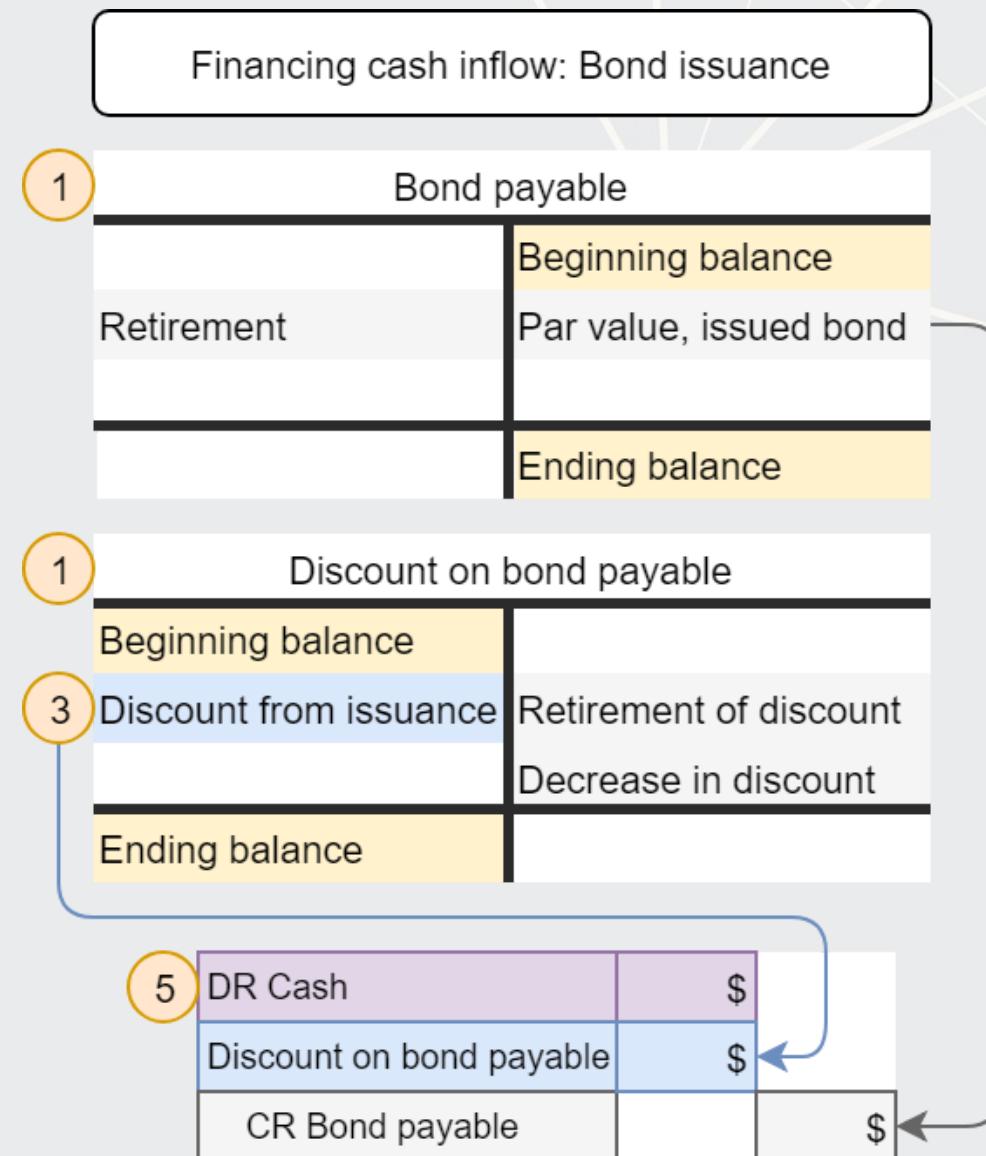 Financing cash inflow: Bond issuance
1
Bond payable
Beginning balance
Retirement
Par value, issued bond
Ending balance
1
Discount on bond payable
Beginning balance
3
Discount from issuance
Retirement of discount
Decrease in discount
Ending balance
5
DR Cash
$
Discount on bond payable
$
CR Bond payable
$